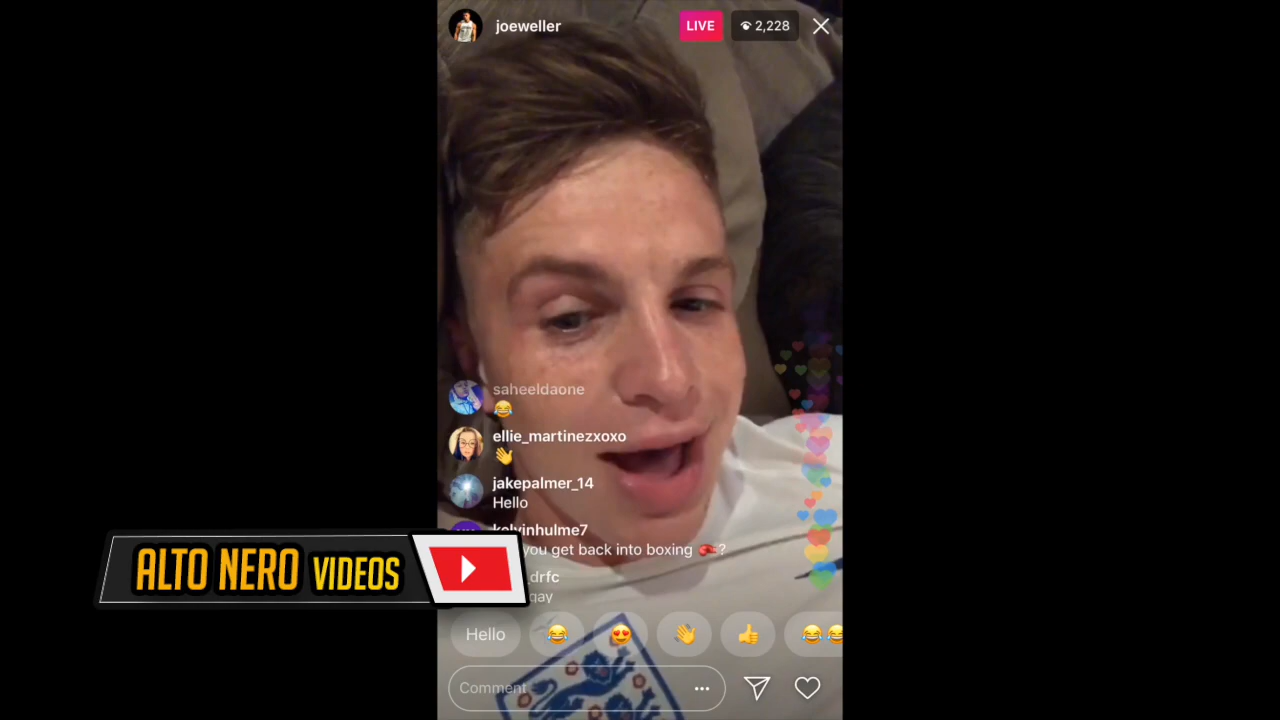 joeweller
LIVE
2,228
saheeldaone
ellie_martinezxoxo
jakepalmer_14
Hello
kelvinhulme7
you get back into boxing ?
drfc
gay
ALTO NERO VIDEOS
Hello
Comment